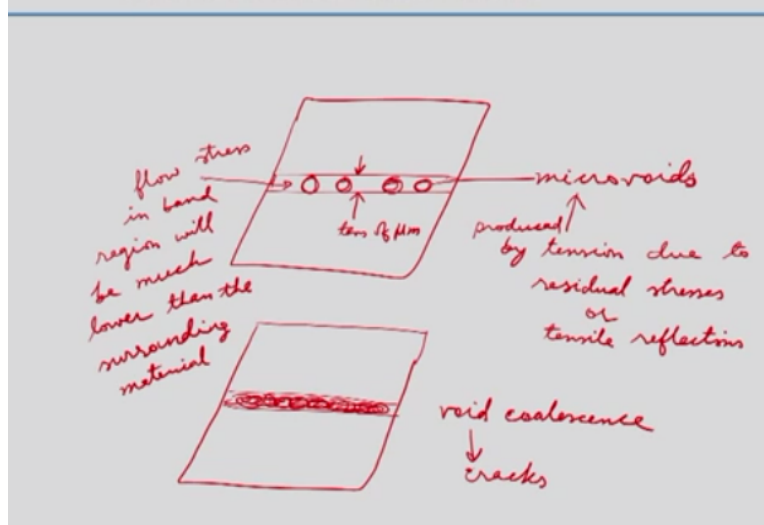 flow stress
in band
region will
be much
lower than the
surrounding
material
tens of μm
microvoids
produced
by tension due to
residual stresses
or
tensile reflections
void coalescence
cracks